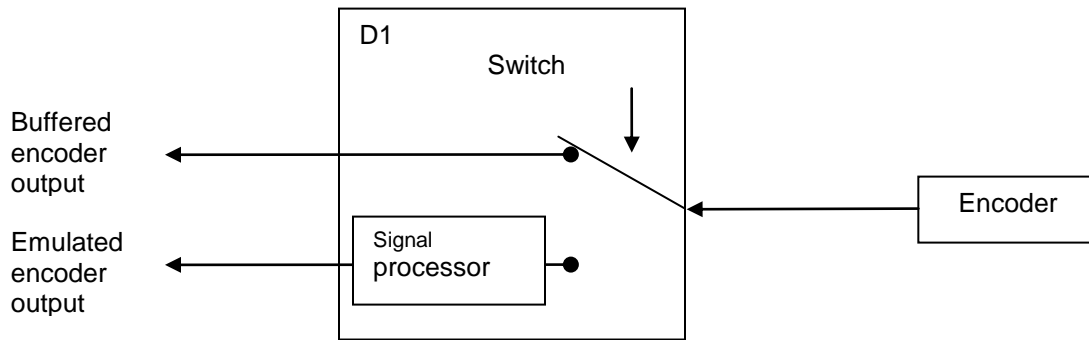 D1
Switch
Buffered
encoder
output
Encoder
Emulated
encoder
output
Signal
processor